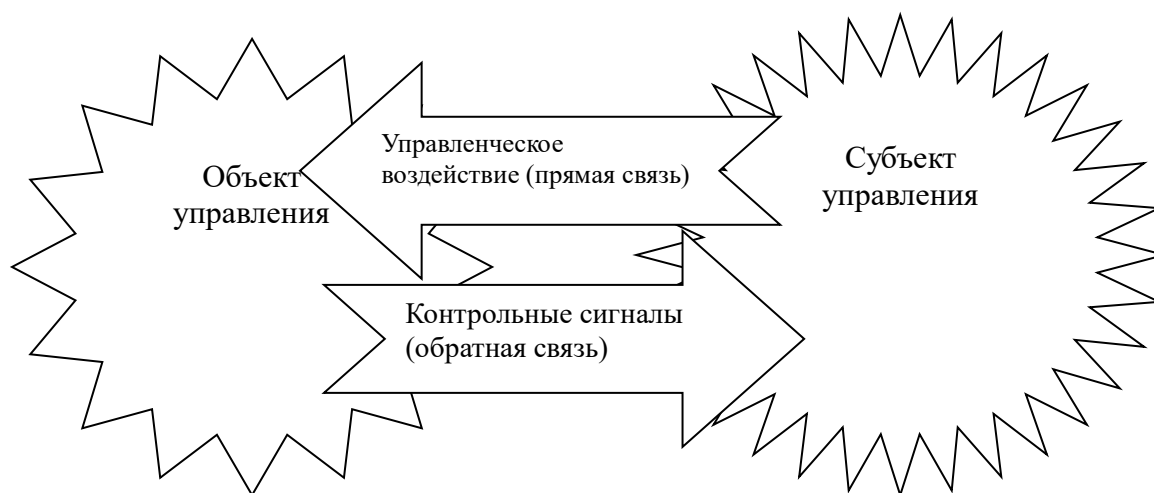 Объект
управления
Управленческое
воздействие (прямая связь)
Субъект
управления
Контрольные сигналы
(обратная связь)